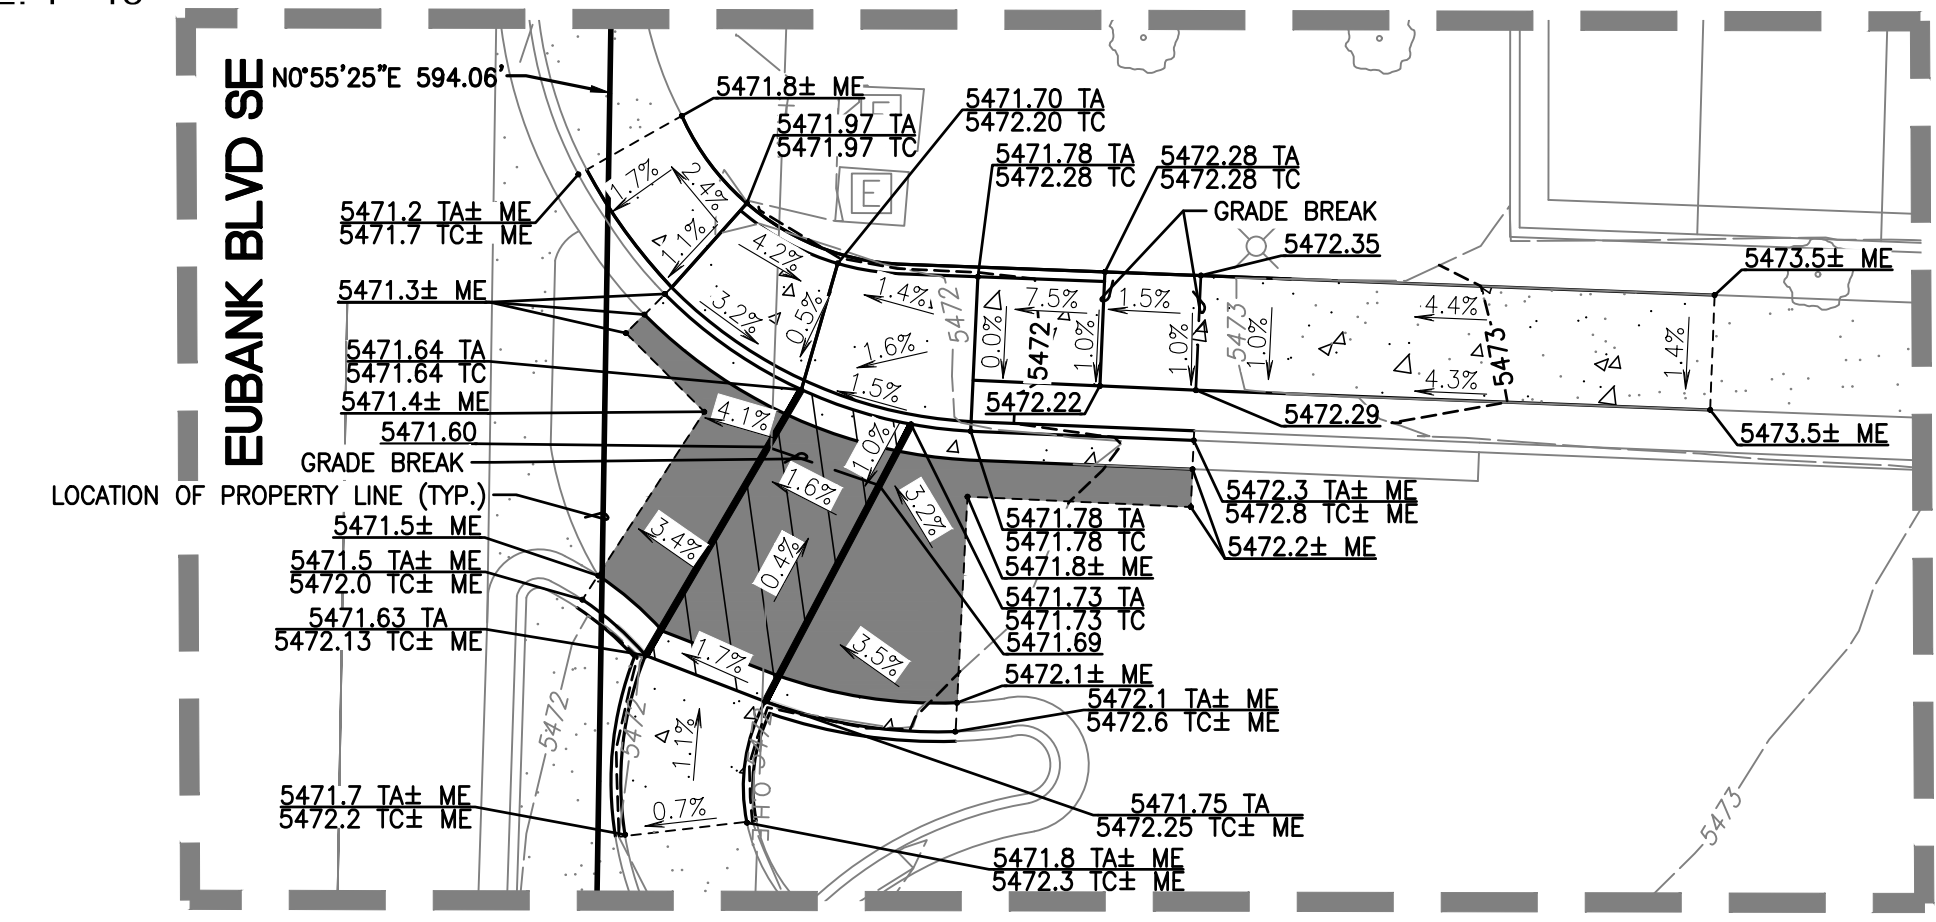 EUBANK BLVD SE
N0°55'25"E 594.06'
5471.8± ME
5471.97 TA
5471.97 TC
5471.70 TA
5472.20 TC
5471.78 TA
5472.28 TC
5472.28 TA
5472.28 TC
GRADE BREAK
5472.35
5473.5± ME
E
5471.2 TA± ME
5471.7 TC± ME
1.7%
2.4%
1.1%
4.2%
3.2%
0.5%
1.4%
1.6%
1.5%
5472
0.0%
7.5%
5472
1.0%
1.5%
1.0%
5473
1.0%
4.4%
4.3%
5473
1.4%
5471.3± ME
5471.64 TA
5471.64 TC
5471.4± ME
5471.60
GRADE BREAK
LOCATION OF PROPERTY LINE (TYP.)
5471.5± ME
5471.5 TA± ME
5472.0 TC± ME
5471.63 TA
5472.13 TC± ME
5472.22
5472.29
5473.5± ME
4.1%
1.0%
1.6%
3.2%
3.4%
0.4%
1.7%
3.5%
5472.3 TA± ME
5472.8 TC± ME
5472.2± ME
5471.78 TA
5471.78 TC
5471.8± ME
5471.73 TA
5471.73 TC
5471.69
5472.1± ME
5472.1 TA± ME
5472.6 TC± ME
5472
5472
1.1%
OHE
0.7%
5471.7 TA± ME
5472.2 TC± ME
5471.75 TA
5472.25 TC± ME
5471.8 TA± ME
5472.3 TC± ME
5473